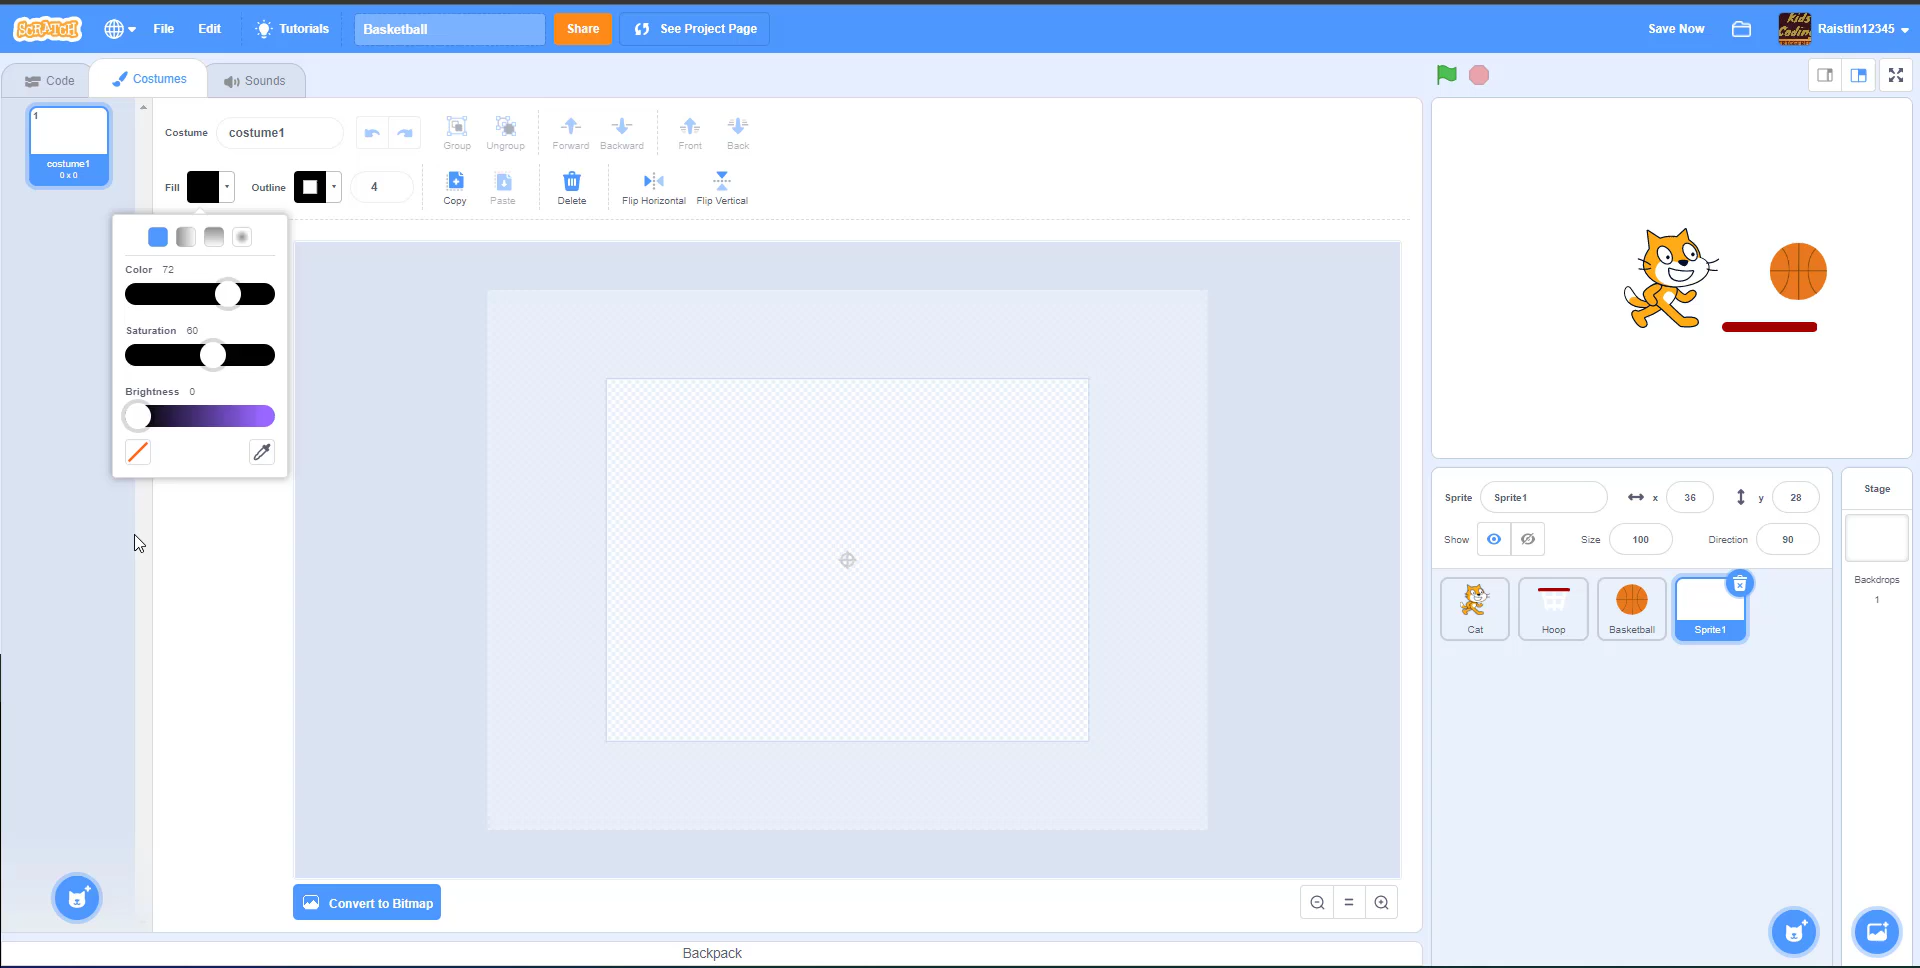 SCRATCH
File
Edit
Tutorials
Basketball
Share
See Project Page
Save Now
Kids
Coding
Raistlin12345
Code
Costumes
Sounds
1
costume1
0 x 0
Costume
costume1
Group
Ungroup
Forward
Backward
Front
Back
Fill
Outline
4
Copy
Paste
Delete
Flip Horizontal
Flip Vertical
Color 72
Saturation 60
Brightness 0
Convert to Bitmap
Backpack
Sprite
Sprite1
x
36
y
28
Show
Size
100
Direction
90
Cat
Hoop
Basketball
Sprite1
Stage
Backdrops
1